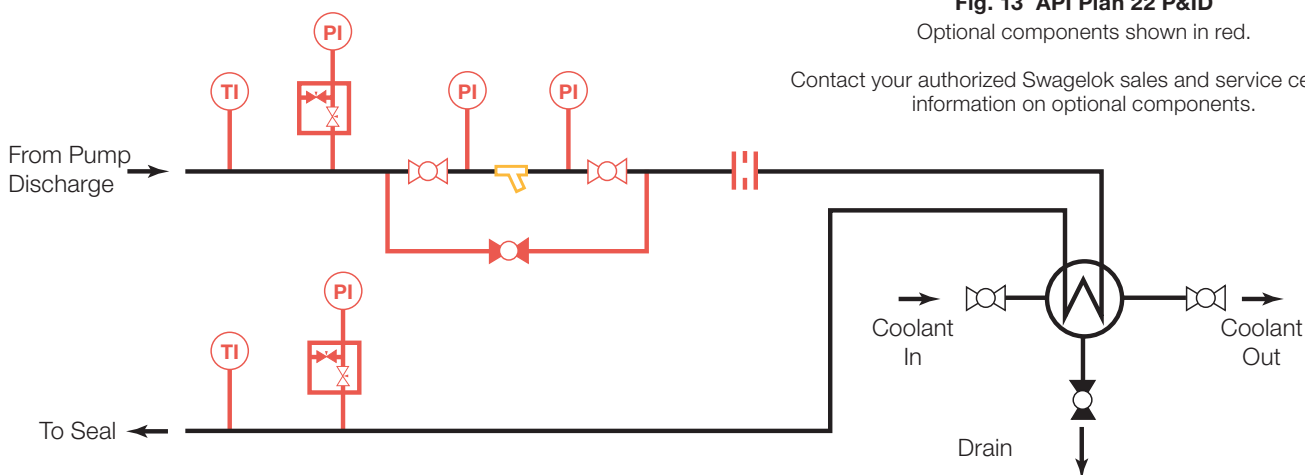 Fig. 13 API Plan 22 P&ID
Optional components shown in red.
Contact your authorized Swagelok sales and service
information on optional components.
PI
TI
PI
PI
From Pump
Discharge
PI
TI
To Seal
Coolant
In
Coolant
Out
Drain